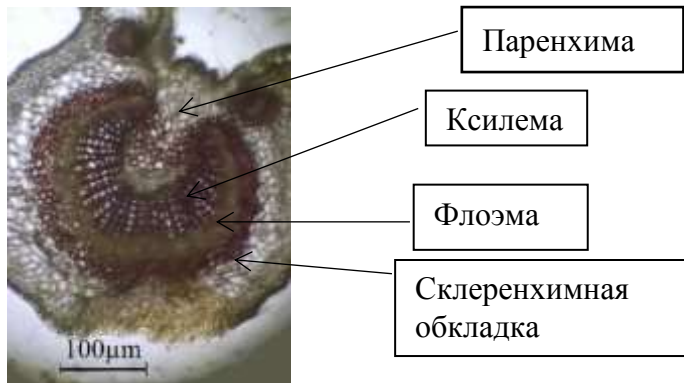 Паренхима
Ксилема
Флоэма
Склеренхимная
обкладка
100µm